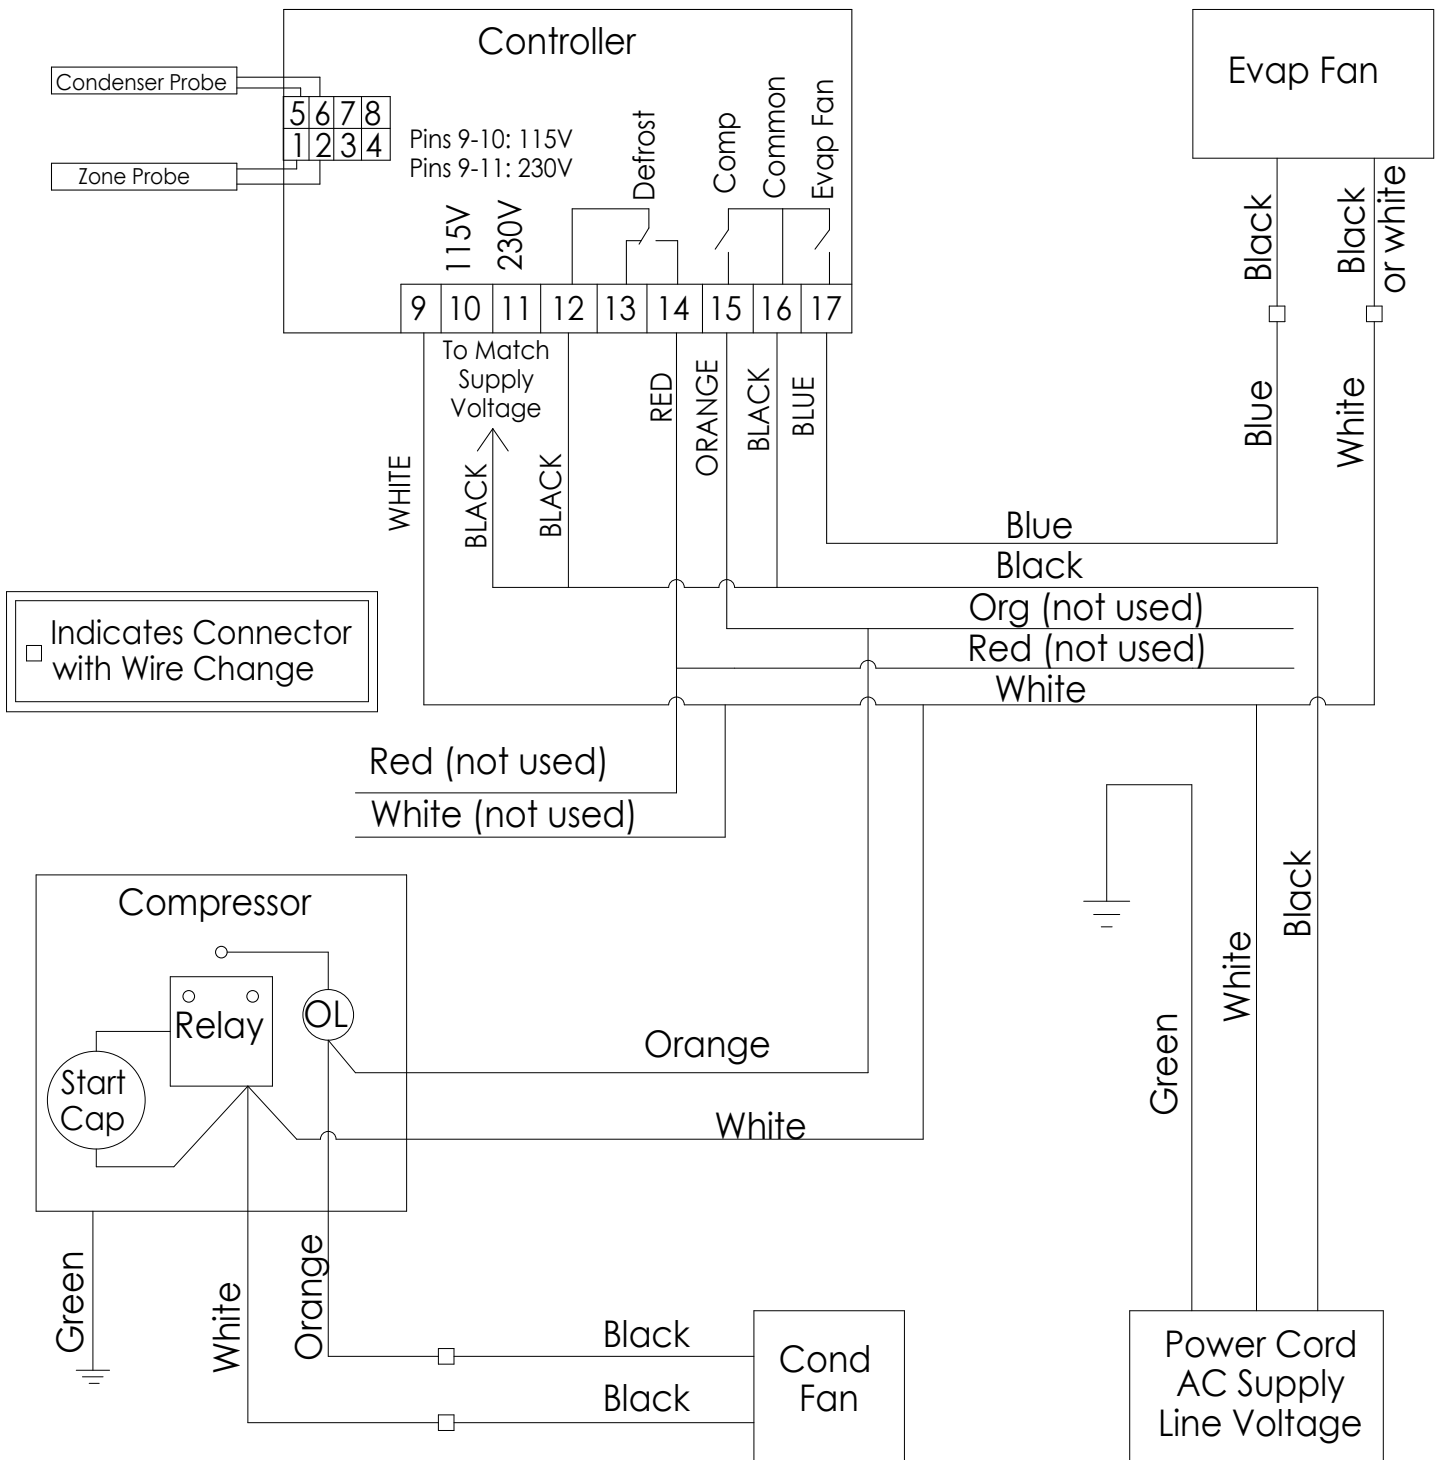 Controller
Evap Fan
Condenser Probe
5 6 7 8
1 2 3 4
Zone Probe
Pins 9-10: 115V
Pins 9-11: 230V
115V
230V
Defrost
Comp
Common
Evap Fan
9 10 11 12 13 14 15 16 17
To Match
Supply
Voltage
WHITE
BLACK
BLACK
RED
ORANGE
BLACK
BLUE
Black
Black
or white
Blue
White
Blue
Black
Org (not used)
Red (not used)
White
Indicates Connector
with Wire Change
Red (not used)
White (not used)
Compressor
Relay
OL
Start
Cap
Orange
White
Green
White
Black
Green
White
Orange
Black
Black
Cond
Fan
Power Cord
AC Supply
Line Voltage